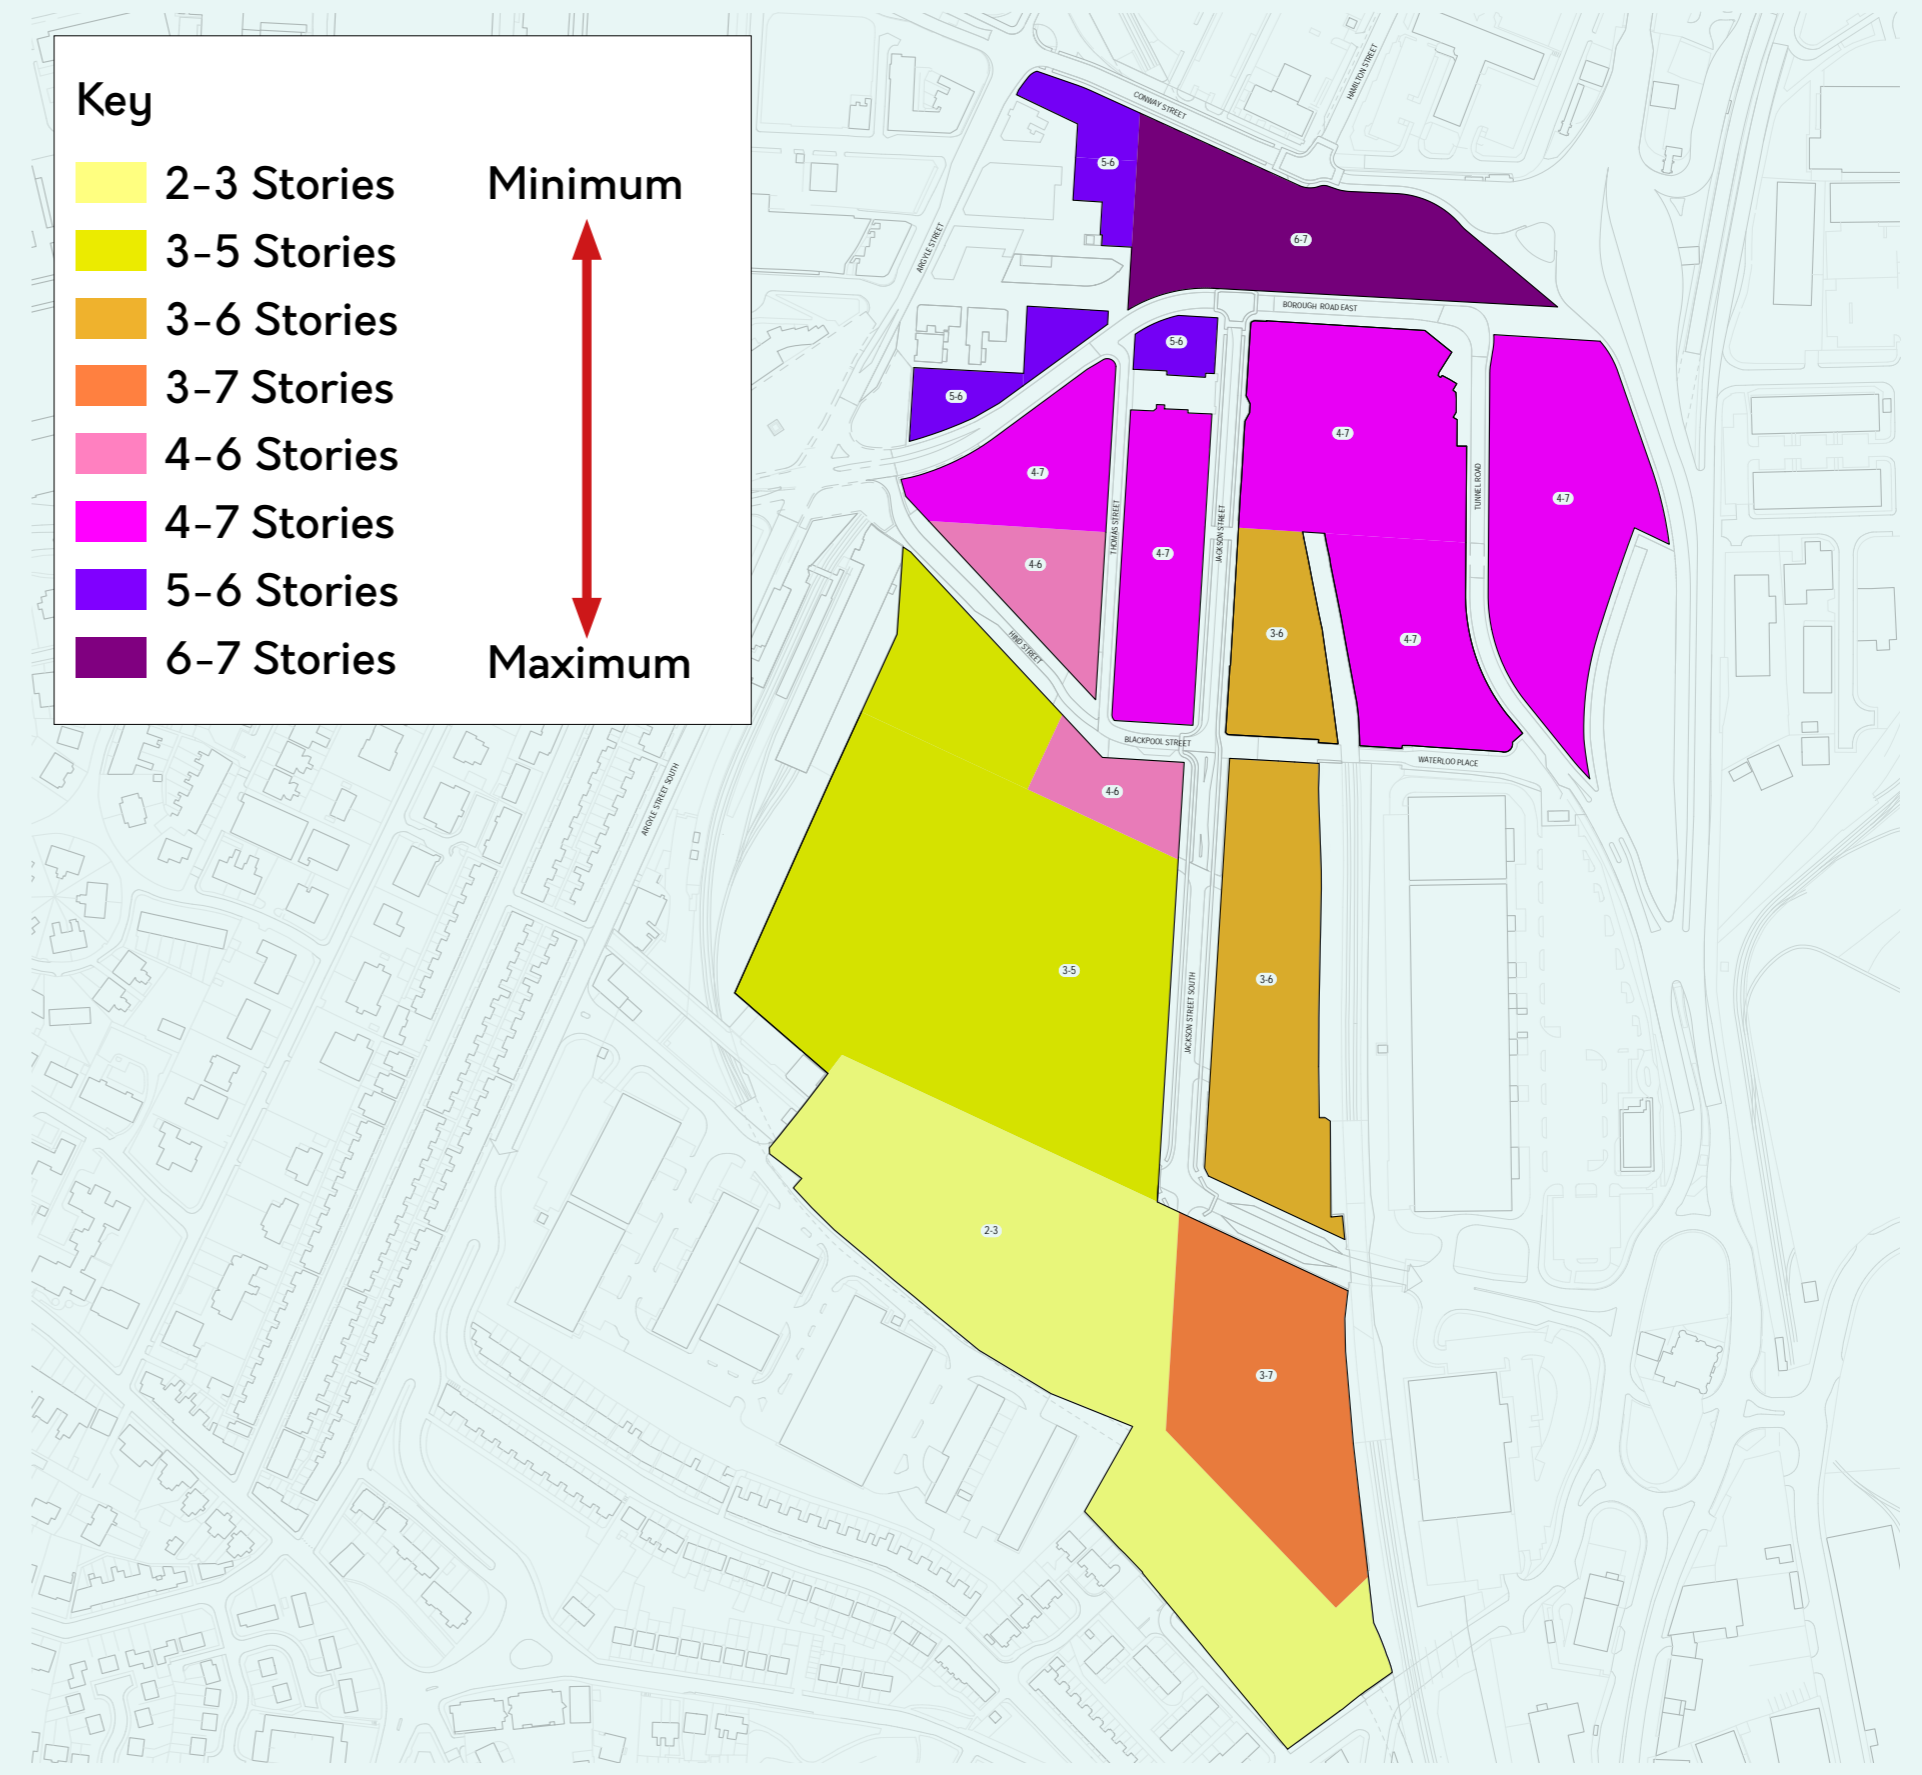 Key
2-3 Stories
Minimum
3-5 Stories
3-6 Stories
3-7 Stories
4-6 Stories
4-7 Stories
5-6 Stories
6-7 Stories
Maximum
HAMILTON STREET
CONWAY STREET
5-6
ARGYLE STREET
6-7
BOROUGH ROAD EAST
5-6
5-6
4-7
4-7
TUNNEL ROAD
4-7
THOMAS STREET
JACKSON STREET
4-7
4-6
HIND STREET
3-6
4-7
BLACKPOOL STREET
WATERLOO PLACE
ARGYLE STREET SOUTH
4-6
3-5
3-6
JACKSON STREET SOUTH
2-3
3-7